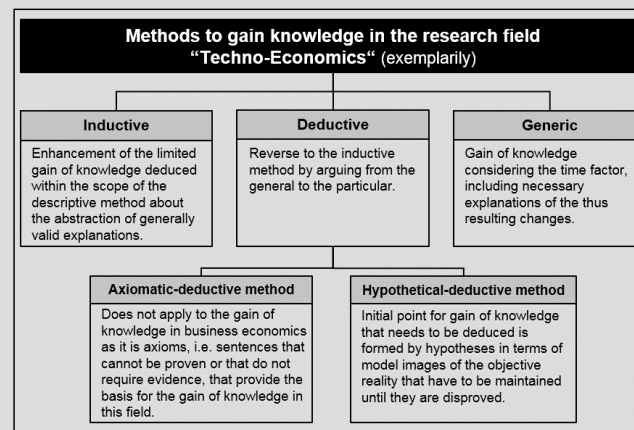 Methods to gain knowledge in the research field
“Techno-Economics“ (exemplarily)
Inductive
Enhancement of the limited
gain of knowledge deduced
within the scope of the
descriptive method about
the abstraction of generally
valid explanations.
Deductive
Reverse to the inductive
method by arguing from the
general to the particular.
Generic
Gain of knowledge
considering the time factor,
including necessary
explanations of the thus
resulting changes.
Axiomatic-deductive method
Does not apply to the gain of
knowledge in business economics
as it is axioms, i.e. sentences that
cannot be proven or that do not
require evidence, that provide the
basis for the gain of knowledge in
this field.
Hypothetical-deductive method
Initial point for gain of knowledge
that needs to be deduced is
formed by hypotheses in terms of
model images of the objective
reality that have to be maintained
until they are disproved.